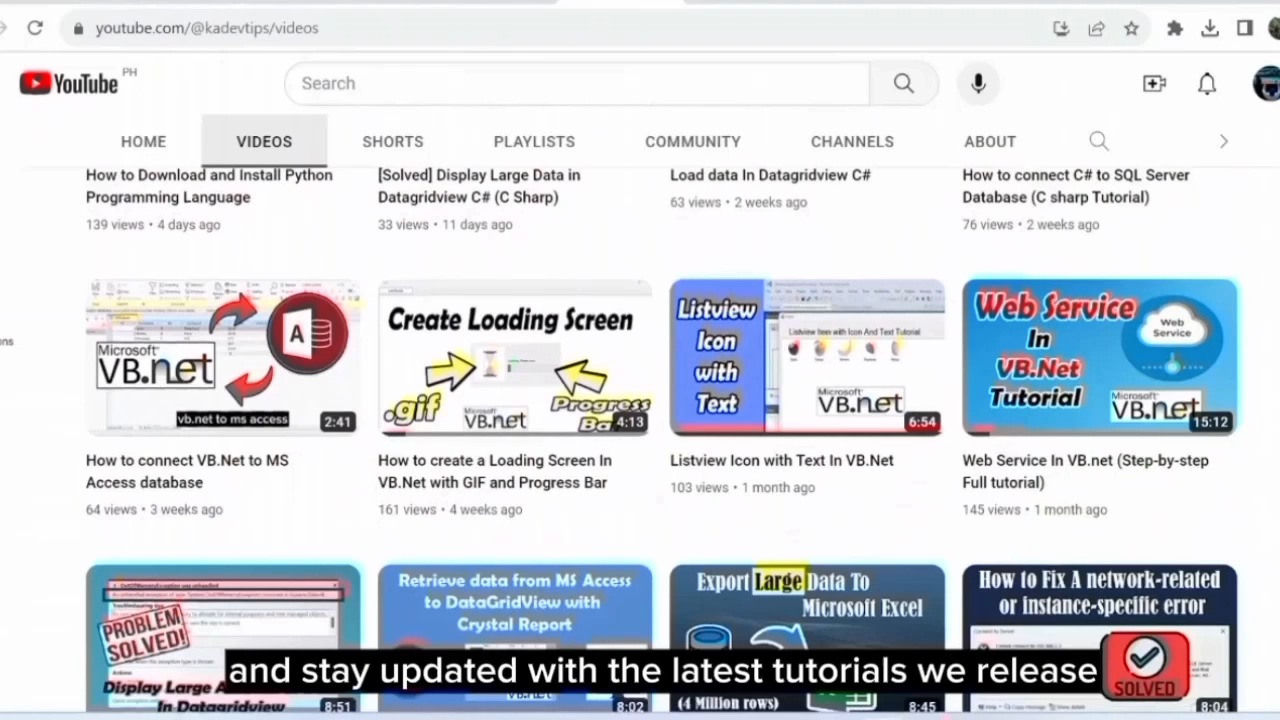 youtube.com/@kadevtips/videos
YouTube PH
Search
HOME
VIDEOS
SHORTS
PLAYLISTS
COMMUNITY
CHANNELS
ABOUT
How to Download and Install Python
Programming Language
139 views • 4 days ago
[Solved] Display Large Data in
Datagridview C# (C Sharp)
33 views • 11 days ago
Load data In Datagridview C#
63 views • 2 weeks ago
How to connect C# to SQL Server
Database (C sharp Tutorial)
76 views • 2 weeks ago
ons
Microsoft
VB.net
A
vb.net to ms access
2:41
Create Loading Screen
.gif
Microsoft
VB.net
Progress
Ba
4:13
Listview
Icon
with
Text
Listview Item with Icon And Text Tutorial
Microsoft
VB.net
6:54
Web Service
In
VB.Net
Tutorial
Web
Service
Microsoft
VB.net
15:12
How to connect VB.Net to MS
Access database
64 views • 3 weeks ago
How to create a Loading Screen In
VB.Net with GIF and Progress Bar
161 views • 4 weeks ago
Listview Icon with Text In VB.Net
103 views • 1 month ago
Web Service In VB.net (Step-by-step
Full tutorial)
145 views • 1 month ago
PROBLEM
SOLVED!
Display Large
In Datagridview
8:51
Retrieve data from MS Access
to DataGridView with
Crystal Report
VB.net
8:02
Export Large Data To
Microsoft Excel
(4 Million rows)
8:45
How to Fix A network-related
or instance-specific error
SOLVED
8:04
and stay updated with the latest tutorials we release